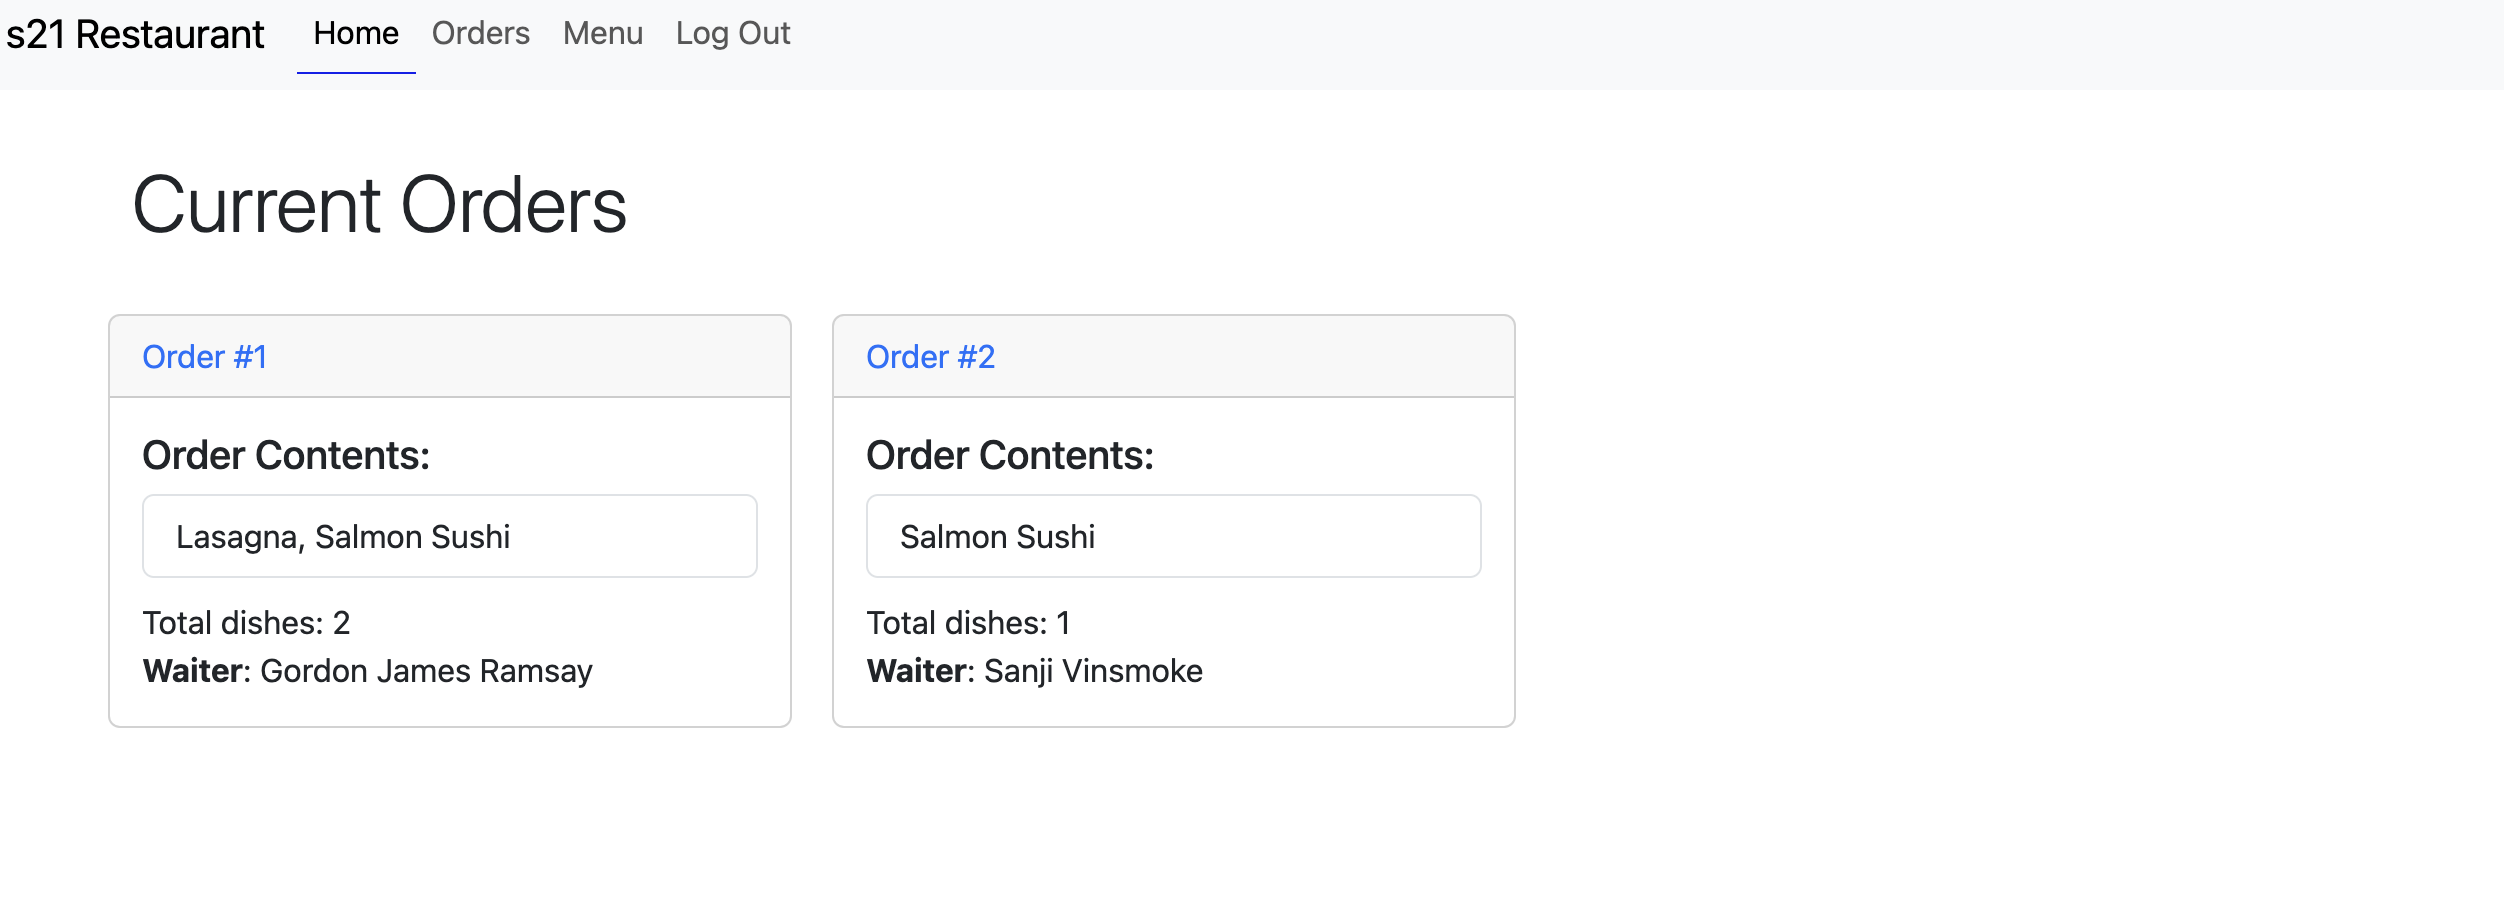 s21 Restaurant Home Orders Menu Log Out
Current Orders
Order #1
Order Contents:
Lasagna, Salmon Sushi
Total dishes: 2
Waiter: Gordon James Ramsay
Order #2
Order Contents:
Salmon Sushi
Total dishes: 1
Waiter: Sanji Vinsmoke